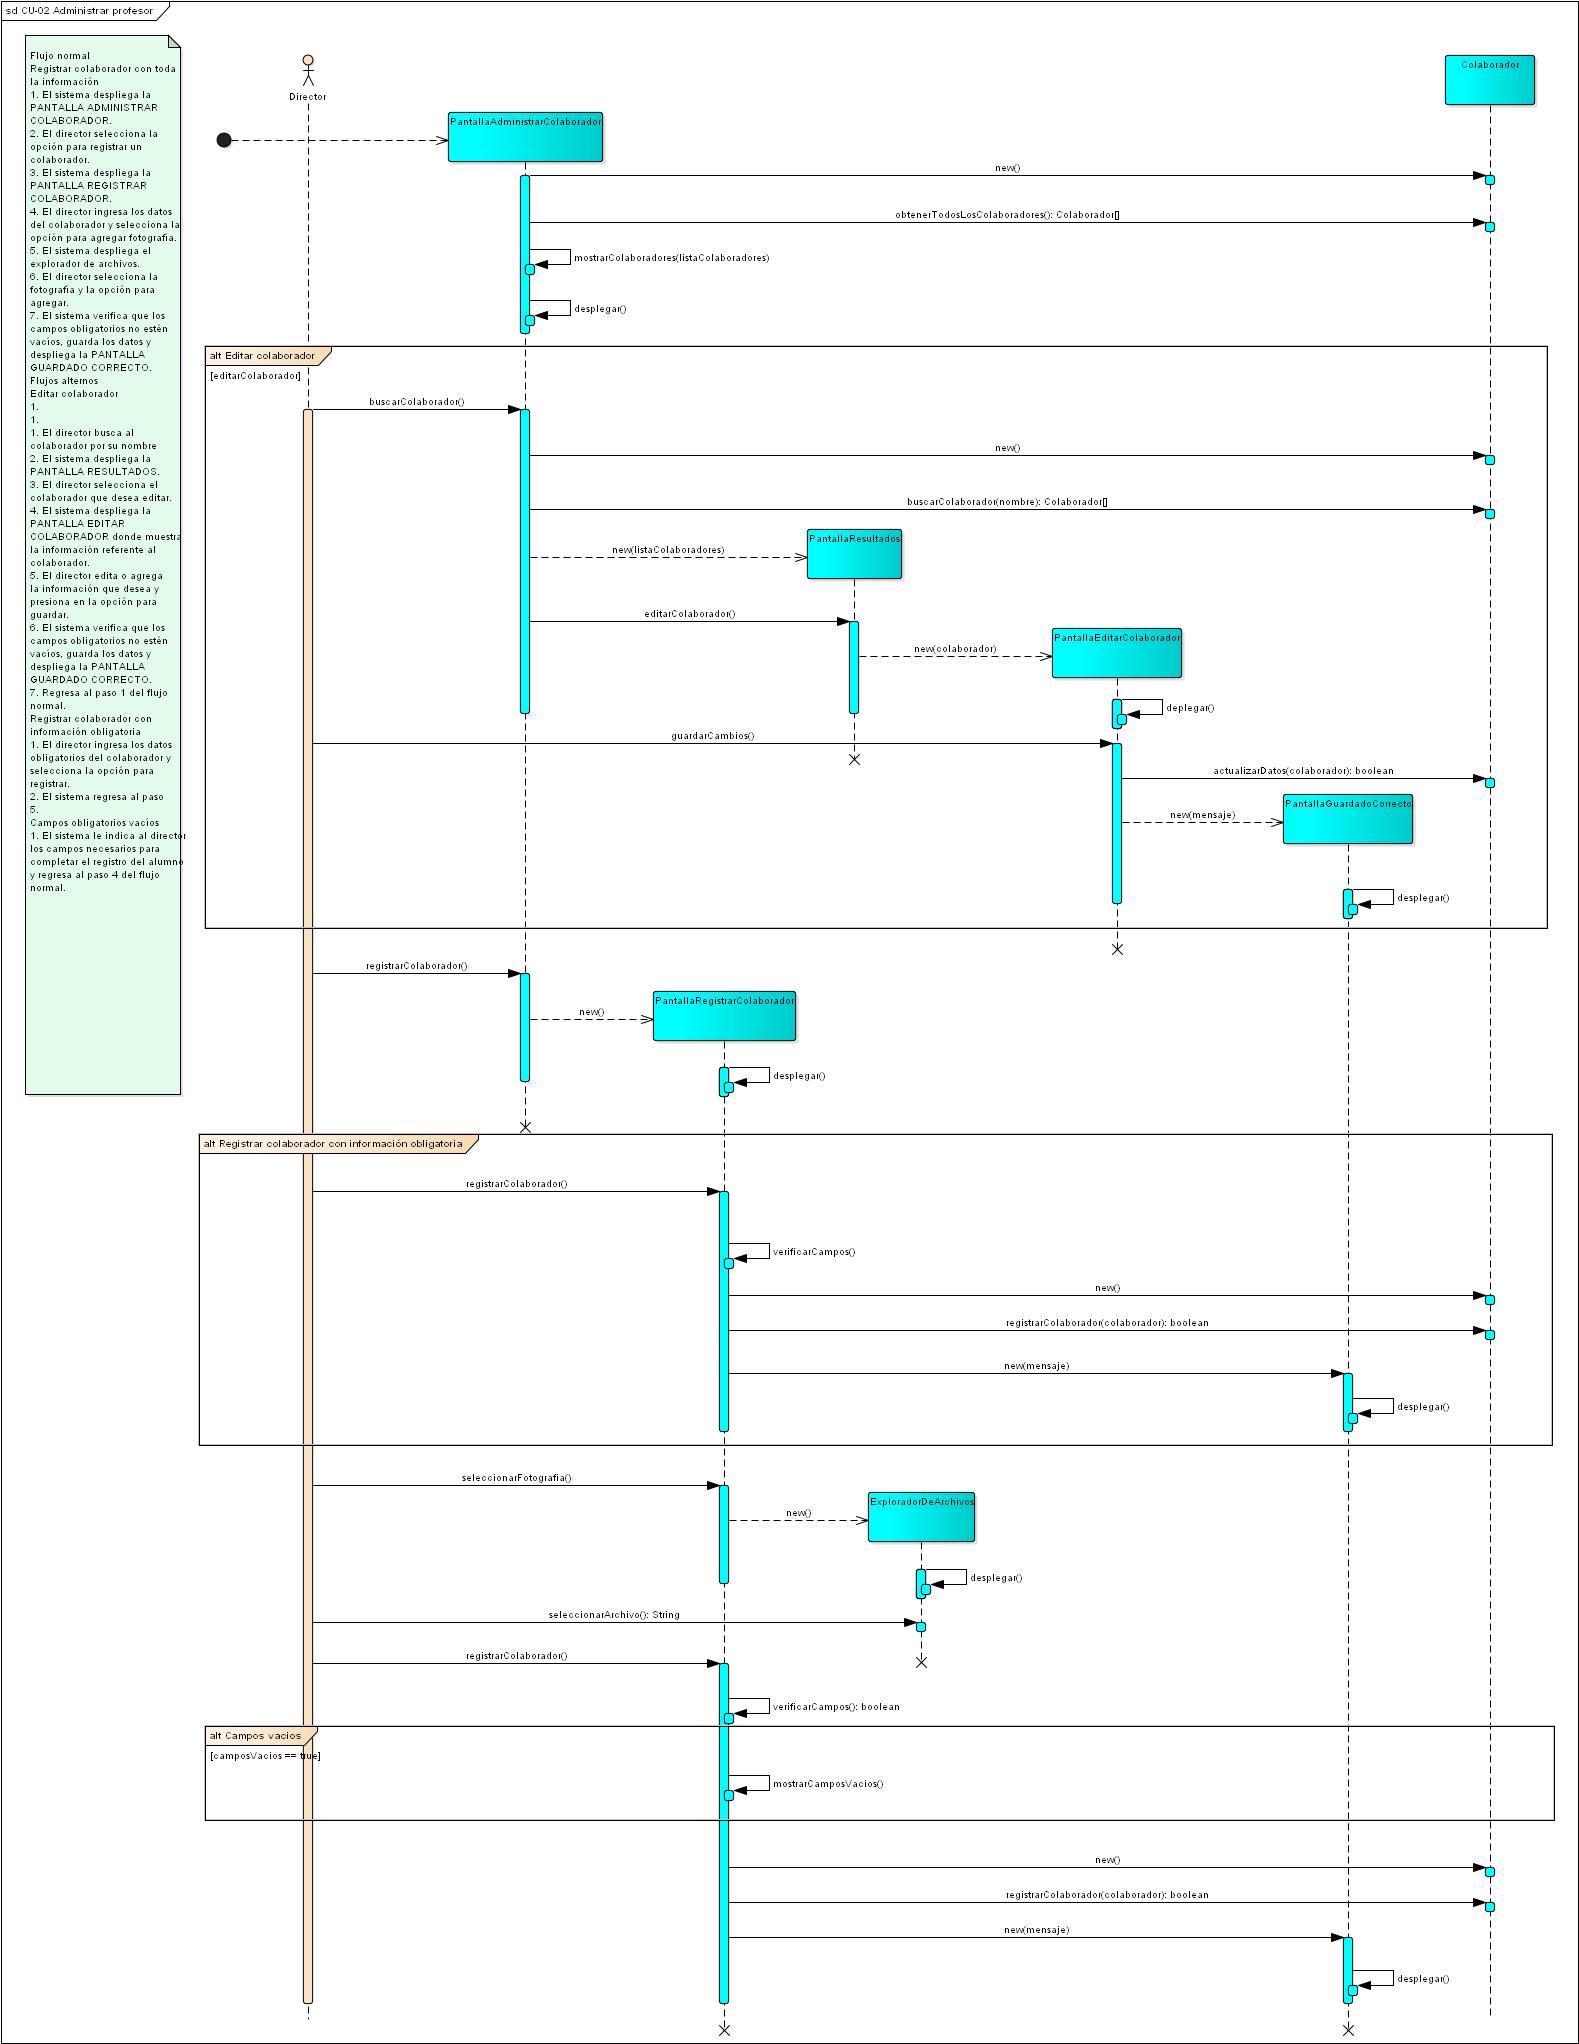 sd CU-02 Administrar profesor
Flujo normal
Registrar colaborador con toda
la información
1. El sistema despliega la
PANTALLA ADMINISTRAR
COLABORADOR.
2. El director selecciona la
opción para registrar un
colaborador.
3. El sistema despliega la
PANTALLA REGISTRAR
COLABORADOR.
4. El director ingresa los datos
del colaborador y selecciona la
opción para agregar fotografía.
5. El sistema despliega el
explorador de archivos.
6. El director selecciona la
fotografía y la opción para
agregar.
7. El sistema verifica que los
campos obligatorios no estén
vacíos, guarda los datos y
despliega la PANTALLA
GUARDADO CORRECTO.
Flujos alternos
Editar colaborador
1.
1.
1. El director busca al
colaborador por su nombre
2. El sistema despliega la
PANTALLA RESULTADOS.
3. El director selecciona el
colaborador que desea editar.
4. El sistema despliega la
PANTALLA EDITAR
COLABORADOR donde muestra
la información referente al
colaborador.
5. El director edita o agrega
la información que desea y
presiona en la opción para
guardar.
6. El sistema verifica que los
campos obligatorios no estén
vacíos, guarda los datos y
despliega la PANTALLA
GUARDADO CORRECTO.
7. Regresa al paso 1 del flujo
normal.
Registrar colaborador con
información obligatoria
1. El director ingresa los datos
obligatorios del colaborador y
selecciona la opción para
registrar.
2. El sistema regresa al paso
5.
Campos obligatorios vacíos
1. El sistema le indica al director
los campos necesarios para
completar el registro del alumno
y regresa al paso 4 del flujo
normal.
Director
Colaborador
PantallaAdministrarColaborador
new()
obtenerTodosLosColaboradores(): Colaborador[]
mostrarColaboradores(listaColaboradores)
desplegar()
alt Editar colaborador
[editarColaborador]
buscarColaborador()
new()
buscarColaborador(nombre): Colaborador[]
PantallaResultados
new(listaColaboradores)
editarColaborador()
PantallaEditarColaborador
new(colaborador)
deplegar()
guardarCambios()
actualizarDatos(colaborador): boolean
PantallaGuardadoCorrecto
new(mensaje)
desplegar()
registrarColaborador()
PantallaRegistrarColaborador
new()
desplegar()
alt Registrar colaborador con información obligatoria
registrarColaborador()
verificarCampos()
new()
registrarColaborador(colaborador): boolean
new(mensaje)
desplegar()
seleccionarFotografia()
ExploradorDeArchivos
new()
desplegar()
seleccionarArchivo(): String
registrarColaborador()
verificarCampos(): boolean
alt Campos vacios
[camposVacios == true]
mostrarCamposVacios()
new()
registrarColaborador(colaborador): boolean
new(mensaje)
desplegar()